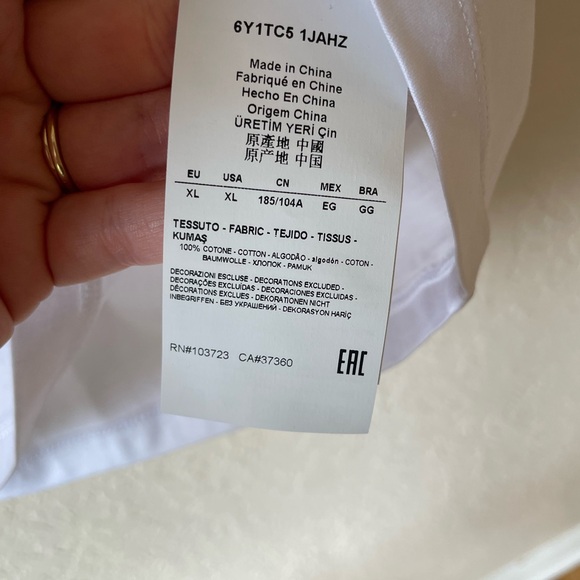 6Y1TC5 1JAHZ
Made in China
Fabriqué en Chine
Hecho En China
Origem China
ÜRETİM YERİ Çin
原產地 中國
原产地 中国
EU USA CN MEX BRA
XL XL 185/104A EG GG
TESSUTO - FABRIC - TEJIDO - TISSUS -
KUMAŞ
100% COTONE - COTTON - ALGODÃO - algodón - COTON -
BAUMWOLLE - ХЛОПОК - PAMUK
DECORAZIONI ESCLUSE - DECORATIONS EXCLUDED -
DECORAÇÕES EXCLUÍDAS - DECORACIONES EXCLUIDAS -
DÉCORATIONS EXCLUES - DEKORATIONEN NICHT
INBEGRIFFEN - БЕЗ УКРАШЕНИЙ - DEKORASYON HARİÇ
RN#103723 CA#37360 EAC